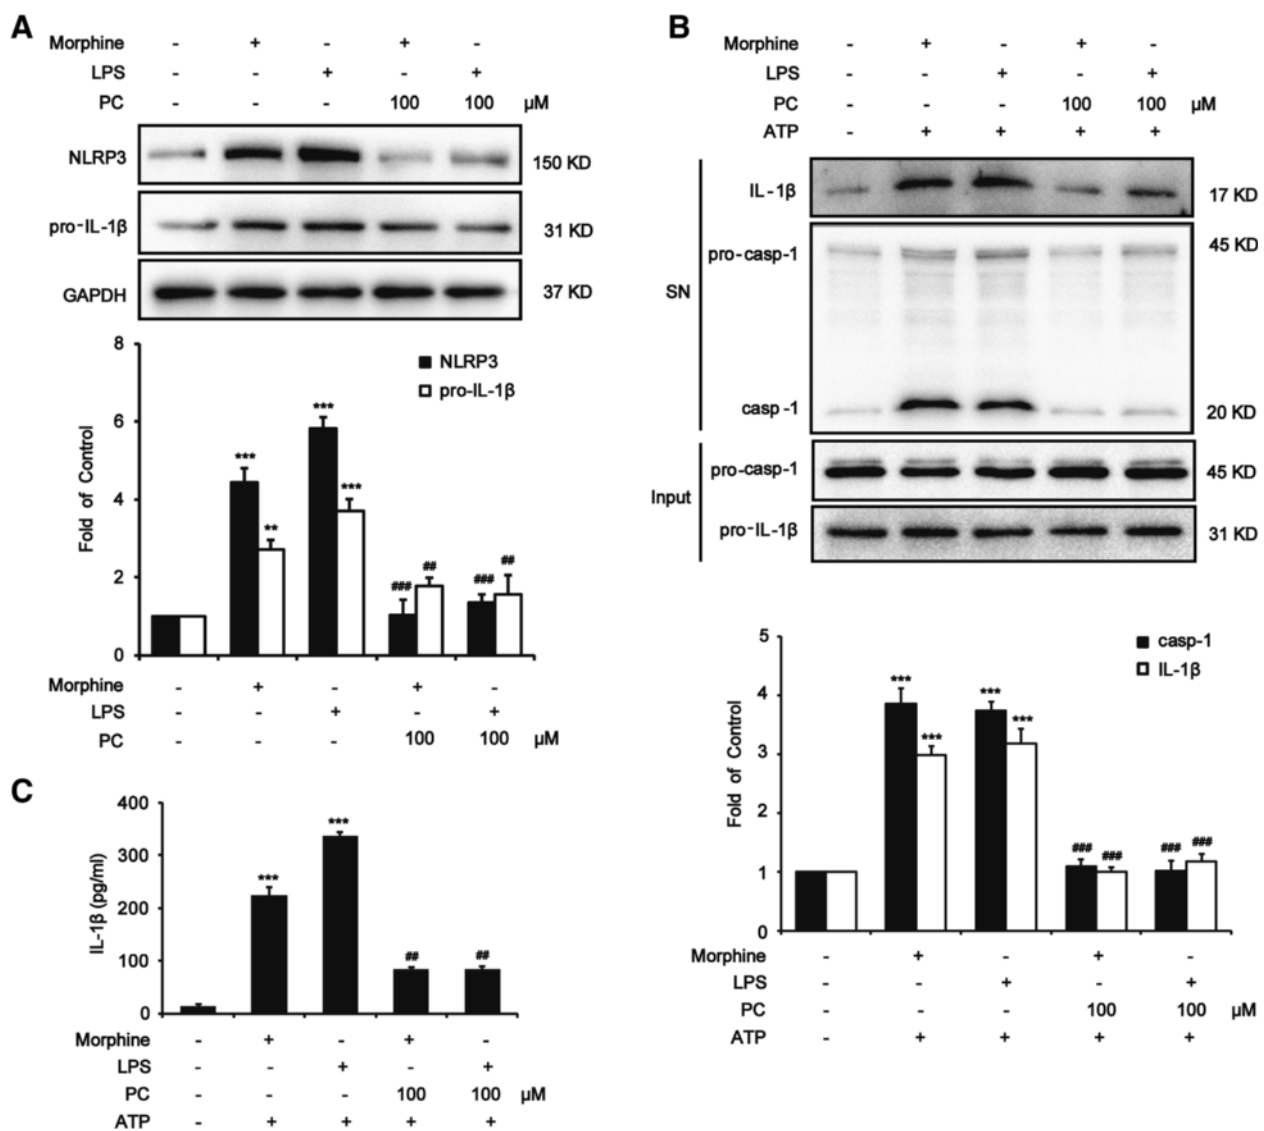 A
Morphine - + - + -
LPS - - + - +
PC - - - 100 100 μM
NLRP3 150 KD
pro-IL-1β 31 KD
GAPDH 37 KD
8
6
4
2
0
Fold of Control
NLRP3
pro-IL-1β
*** ** *** *** ### ## ### ##
Morphine - + - + -
LPS - - + - +
PC - - - 100 100 μM
B
Morphine - + - + -
LPS - - + - +
PC - - - 100 100 μM
ATP - + + + +
SN
IL-1β 17 KD
pro-casp-1 45 KD
casp-1 20 KD
Input
pro-casp-1 45 KD
pro-IL-1β 31 KD
5
4
3
2
1
0
Fold of Control
casp-1
IL-1β
*** *** *** *** ### ### ### ###
Morphine - + - + -
LPS - - + - +
PC - - - 100 100 μM
ATP - + + + +
C
400
300
200
100
0
IL-1β (pg/ml)
*** *** ## ##
Morphine - + - + -
LPS - - + - +
PC - - - 100 100 μM
ATP - + + + +